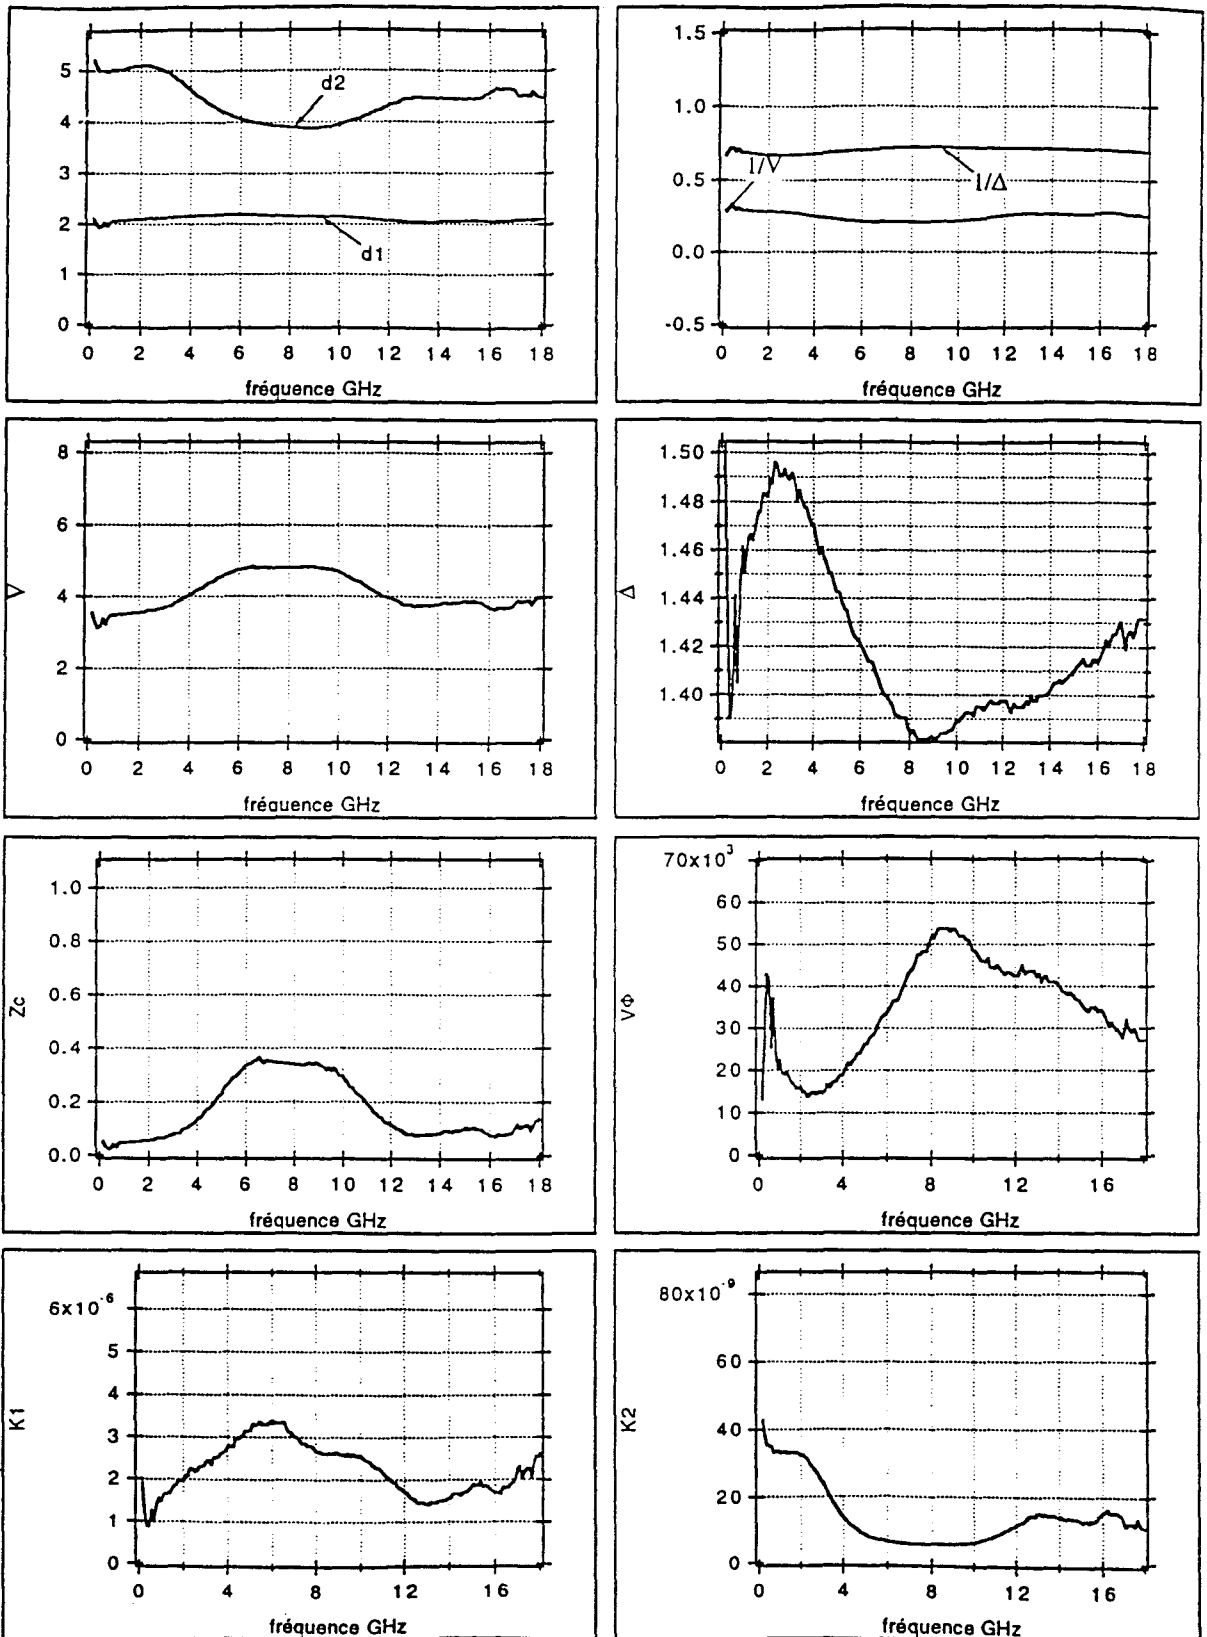 5
4
3
2
1
0
d2
d1
0 2 4 6 8 10 12 14 16 18
fréquence GHz
1.5
1.0
0.5
0.0
-0.5
1/∇
1/Δ
0 2 4 6 8 10 12 14 16 18
fréquence GHz
∇
8
6
4
2
0
0 2 4 6 8 10 12 14 16 18
fréquence GHz
Δ
1.50
1.48
1.46
1.44
1.42
1.40
0 2 4 6 8 10 12 14 16 18
fréquence GHz
Zc
1.0
0.8
0.6
0.4
0.2
0.0
0 2 4 6 8 10 12 14 16 18
fréquence GHz
VΦ
70x10³
60
50
40
30
20
10
0
0 4 8 12 16
fréquence GHz
K1
6x10⁻⁶
5
4
3
2
1
0
0 4 8 12 16
fréquence GHz
K2
80x10⁻⁹
60
40
20
0
0 4 8 12 16
fréquence GHz